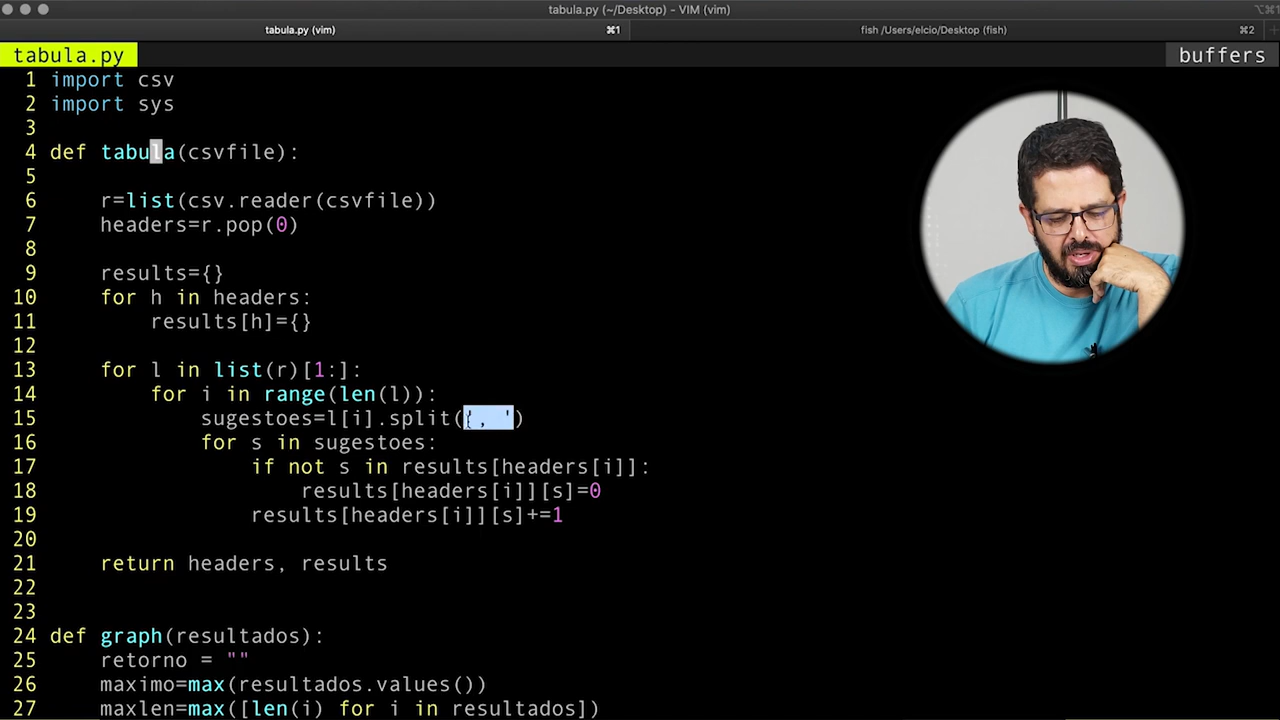 tabula.py (~/Desktop) - VIM (vim)
⌥⌘1
tabula.py (vim) ⌘1 fish /Users/elcio/Desktop (fish) ⌘2 +
tabula.py buffers
1 import csv
2 import sys
3
4 def tabula(csvfile):
5
6     r=list(csv.reader(csvfile))
7     headers=r.pop(0)
8
9     results={}
10     for h in headers:
11         results[h]={}
12
13     for l in list(r)[1:]:
14         for i in range(len(l)):
15             sugestoes=l[i].split(', ')
16             for s in sugestoes:
17                 if not s in results[headers[i]]:
18                     results[headers[i]][s]=0
19                 results[headers[i]][s]+=1
20
21     return headers, results
22
23
24 def graph(resultados):
25     retorno = ""
26     maximo=max(resultados.values())
27     maxlen=max([len(i) for i in resultados])